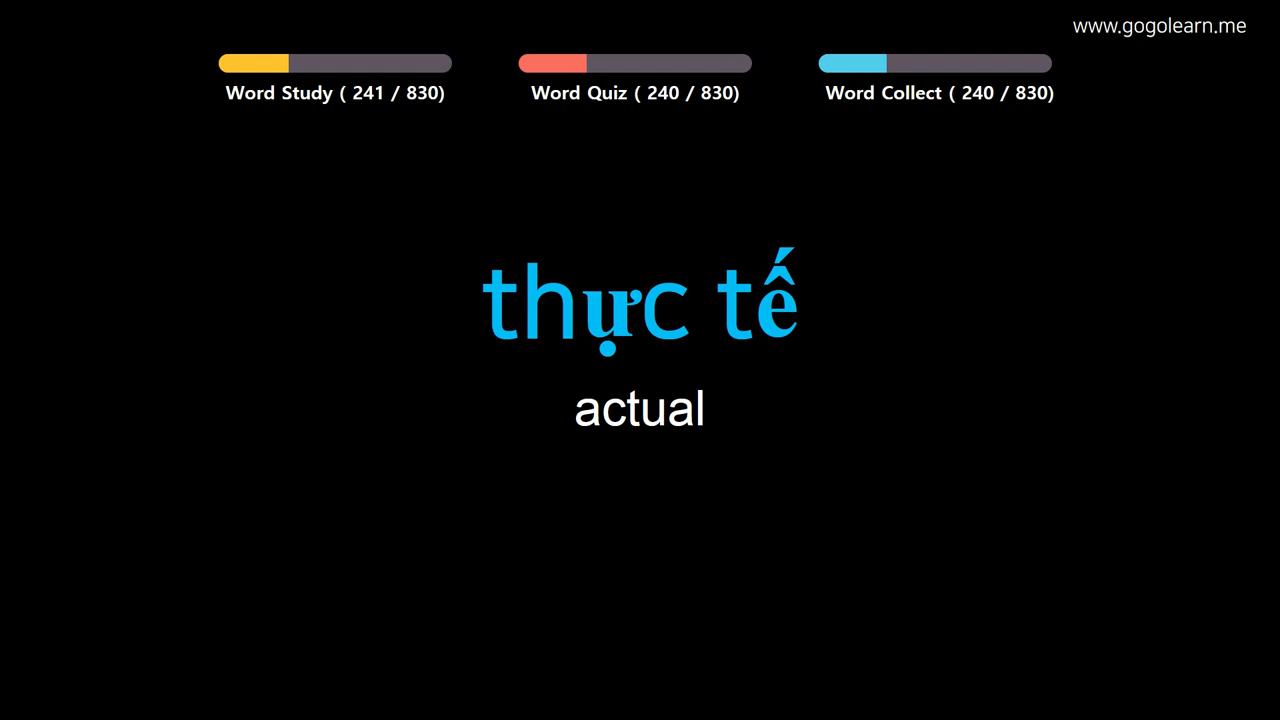 www.gogolearn.me
Word Study ( 241 / 830)
Word Quiz ( 240 / 830)
Word Collect ( 240 / 830)
thực tế
actual